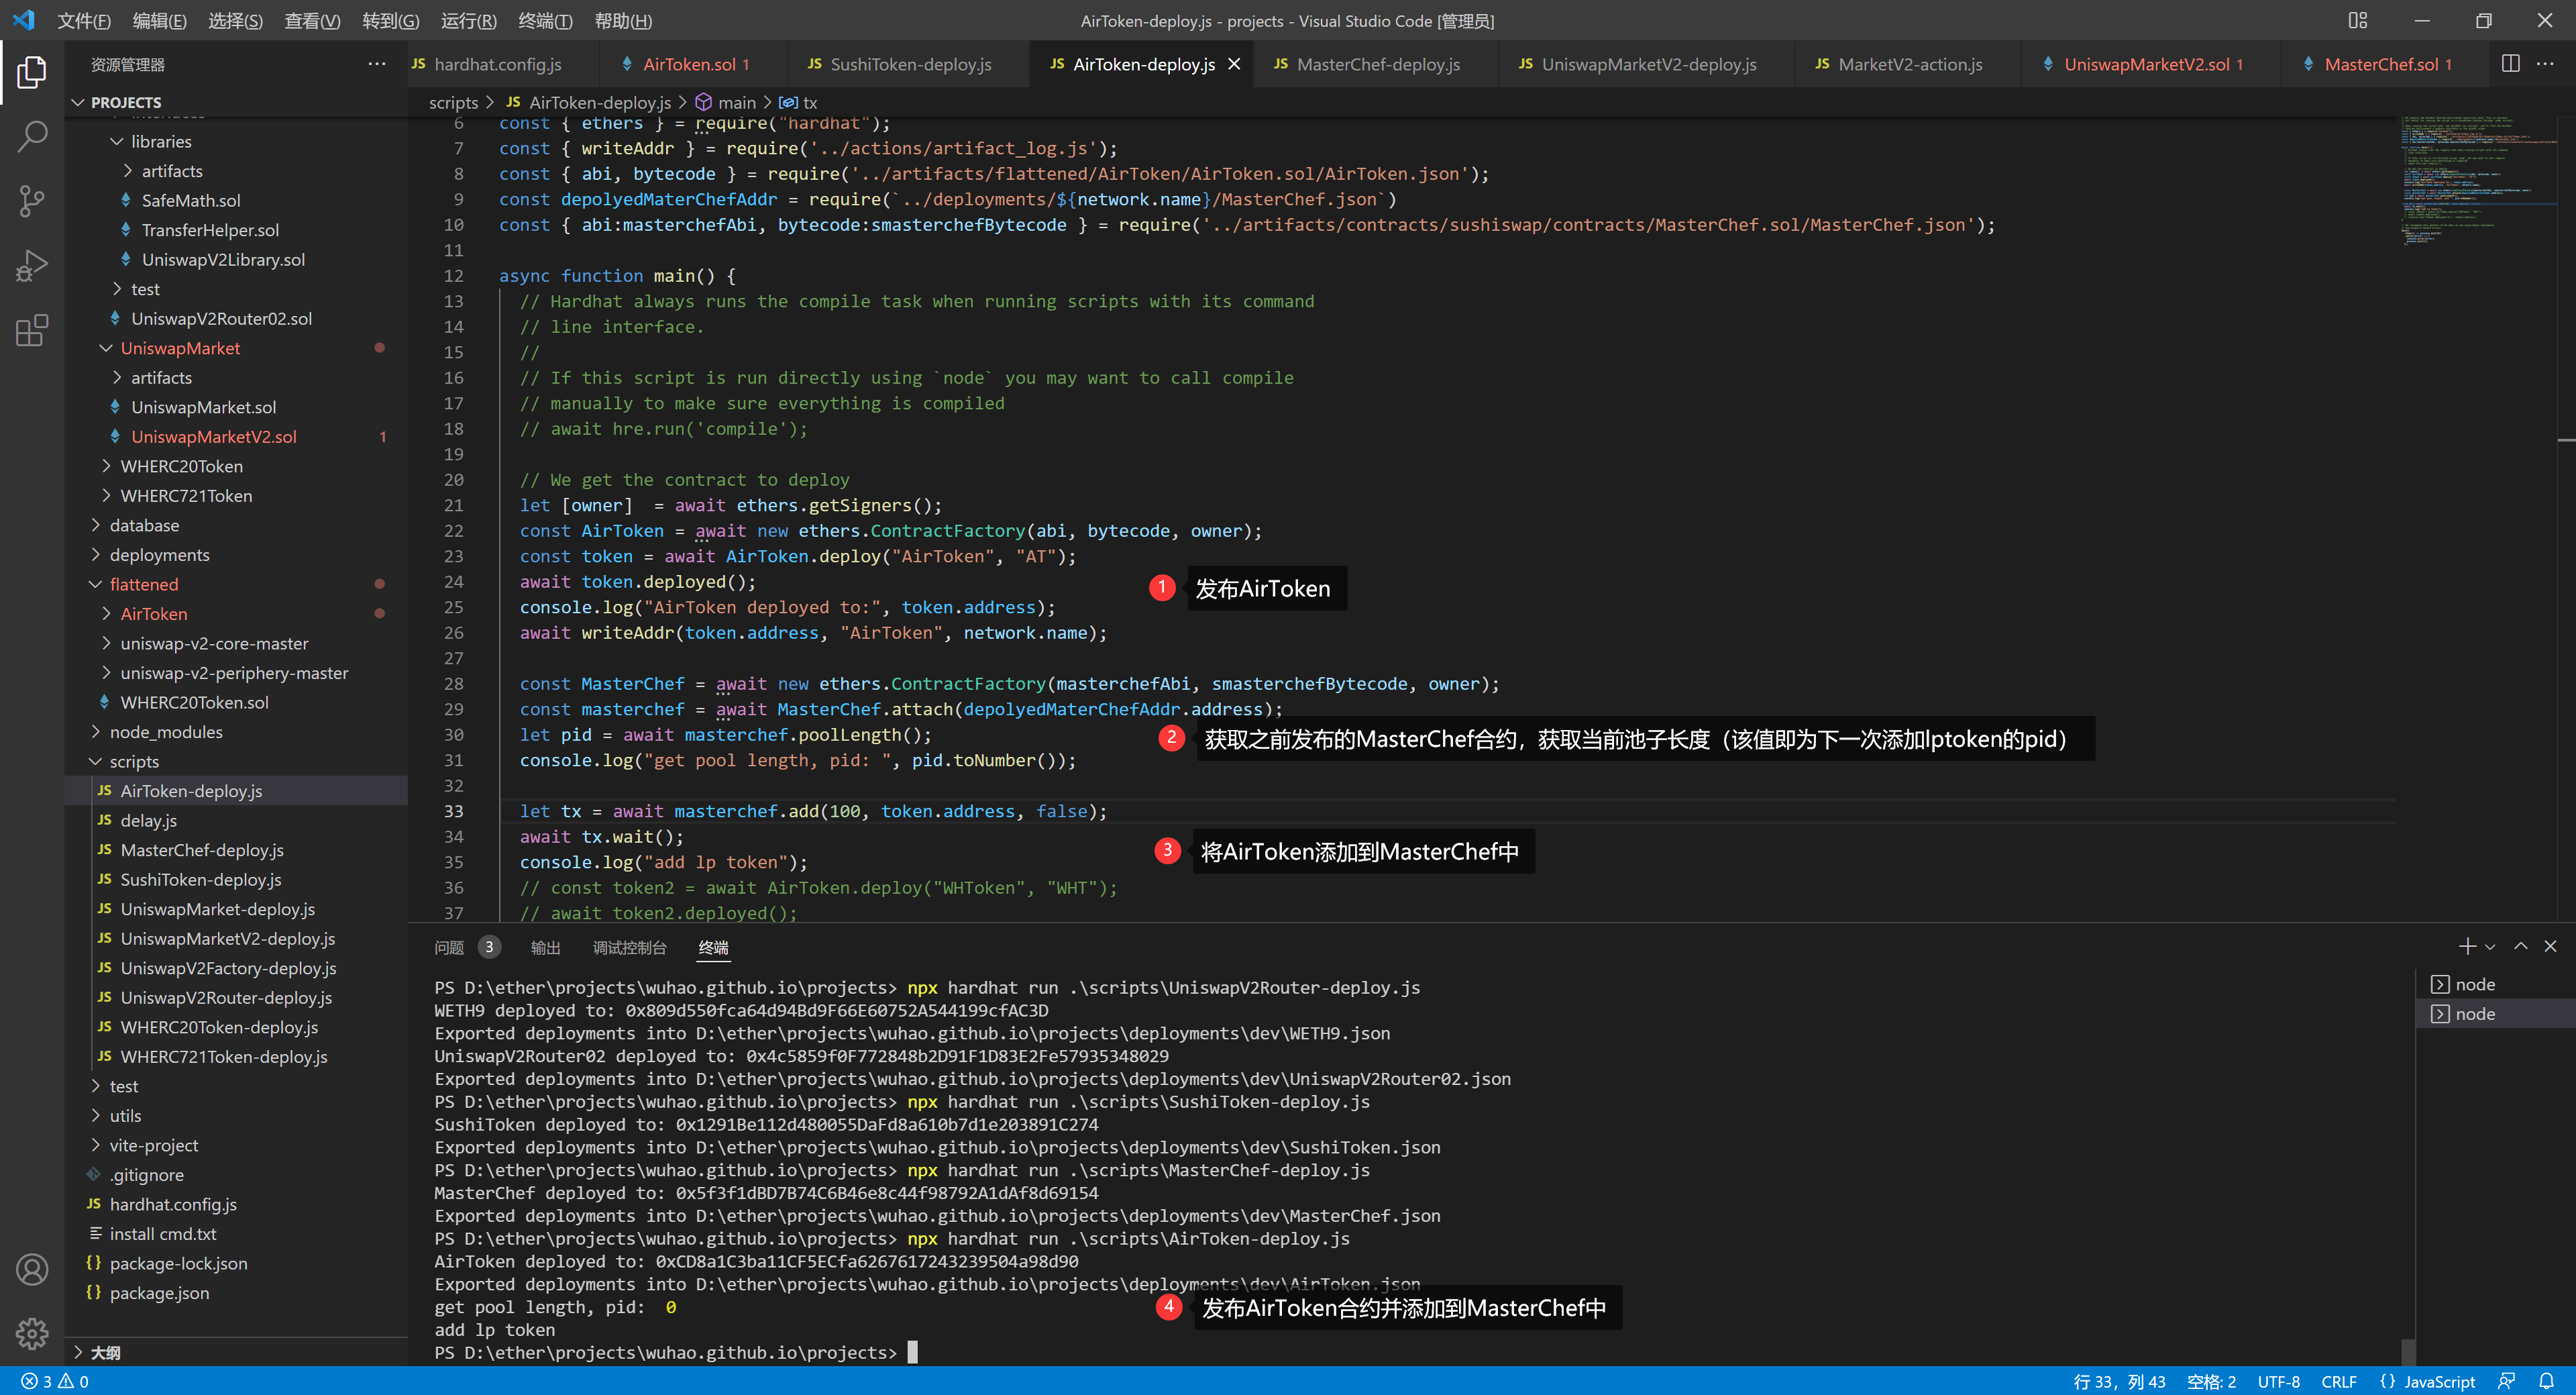 文件(F) 编辑(E) 选择(S) 查看(V) 转到(G) 运行(R) 终端(T) 帮助(H) AirToken-deploy.js - projects - Visual Studio Code [管理员]
资源管理器 ···
hardhat.config.js AirToken.sol 1 SushiToken-deploy.js AirToken-deploy.js MasterChef-deploy.js UniswapMarketV2-deploy.js MarketV2-action.js UniswapMarketV2.sol 1 MasterChef.sol 1
scripts > AirToken-deploy.js > main > tx
PROJECTS
libraries
artifacts
SafeMath.sol
TransferHelper.sol
UniswapV2Library.sol
test
UniswapV2Router02.sol
UniswapMarket
artifacts
UniswapMarket.sol
UniswapMarketV2.sol 1
WHERC20Token
WHERC721Token
database
deployments
flattened
AirToken
uniswap-v2-core-master
uniswap-v2-periphery-master
WHERC20Token.sol
node_modules
scripts
AirToken-deploy.js
delay.js
MasterChef-deploy.js
SushiToken-deploy.js
UniswapMarket-deploy.js
UniswapMarketV2-deploy.js
UniswapV2Factory-deploy.js
UniswapV2Router-deploy.js
WHERC20Token-deploy.js
WHERC721Token-deploy.js
test
utils
vite-project
.gitignore
hardhat.config.js
install cmd.txt
package-lock.json
package.json
大纲
6 const { ethers } = require("hardhat");
7 const { writeAddr } = require('../actions/artifact_log.js');
8 const { abi, bytecode } = require('../artifacts/flattened/AirToken/AirToken.sol/AirToken.json');
9 const depolyedMaterChefAddr = require(`../deployments/${network.name}/MasterChef.json`)
10 const { abi:masterchefAbi, bytecode:smasterchefBytecode } = require('../artifacts/contracts/sushiswap/contracts/MasterChef.sol/MasterChef.json');
11
12 async function main() {
13 // Hardhat always runs the compile task when running scripts with its command
14 // line interface.
15 //
16 // If this script is run directly using `node` you may want to call compile
17 // manually to make sure everything is compiled
18 // await hre.run('compile');
19
20 // We get the contract to deploy
21 let [owner]  = await ethers.getSigners();
22 const AirToken = await new ethers.ContractFactory(abi, bytecode, owner);
23 const token = await AirToken.deploy("AirToken", "AT");
24 await token.deployed();
1 发布AirToken
25 console.log("AirToken deployed to:", token.address);
26 await writeAddr(token.address, "AirToken", network.name);
27
28 const MasterChef = await new ethers.ContractFactory(masterchefAbi, smasterchefBytecode, owner);
29 const masterchef = await MasterChef.attach(depolyedMaterChefAddr.address);
30 let pid = await masterchef.poolLength();
2 获取之前发布的MasterChef合约，获取当前池子长度（该值即为下一次添加lptoken的pid）
31 console.log("get pool length, pid: ", pid.toNumber());
32
33 let tx = await masterchef.add(100, token.address, false);
34 await tx.wait();
3 将AirToken添加到MasterChef中
35 console.log("add lp token");
36 // const token2 = await AirToken.deploy("WHToken", "WHT");
37 // await token2.deployed();
问题 3 输出 调试控制台 终端
node
node
PS D:\ether\projects\wuhao.github.io\projects> npx hardhat run .\scripts\UniswapV2Router-deploy.js
WETH9 deployed to: 0x809d550fca64d94Bd9F66E60752A544199cfAC3D
Exported deployments into D:\ether\projects\wuhao.github.io\projects\deployments\dev\WETH9.json
UniswapV2Router02 deployed to: 0x4c5859f0F772848b2D91F1D83E2Fe57935348029
Exported deployments into D:\ether\projects\wuhao.github.io\projects\deployments\dev\UniswapV2Router02.json
PS D:\ether\projects\wuhao.github.io\projects> npx hardhat run .\scripts\SushiToken-deploy.js
SushiToken deployed to: 0x1291Be112d480055DaFd8a610b7d1e203891C274
Exported deployments into D:\ether\projects\wuhao.github.io\projects\deployments\dev\SushiToken.json
PS D:\ether\projects\wuhao.github.io\projects> npx hardhat run .\scripts\MasterChef-deploy.js
MasterChef deployed to: 0x5f3f1dBD7B74C6B46e8c44f98792A1dAf8d69154
Exported deployments into D:\ether\projects\wuhao.github.io\projects\deployments\dev\MasterChef.json
PS D:\ether\projects\wuhao.github.io\projects> npx hardhat run .\scripts\AirToken-deploy.js
AirToken deployed to: 0xCD8a1C3ba11CF5ECfa6267617243239504a98d90
Exported deployments into D:\ether\projects\wuhao.github.io\projects\deployments\dev\AirToken.json
get pool length, pid:  0
4 发布AirToken合约并添加到MasterChef中
add lp token
PS D:\ether\projects\wuhao.github.io\projects>
3 0 行 33，列 43 空格: 2 UTF-8 CRLF {} JavaScript